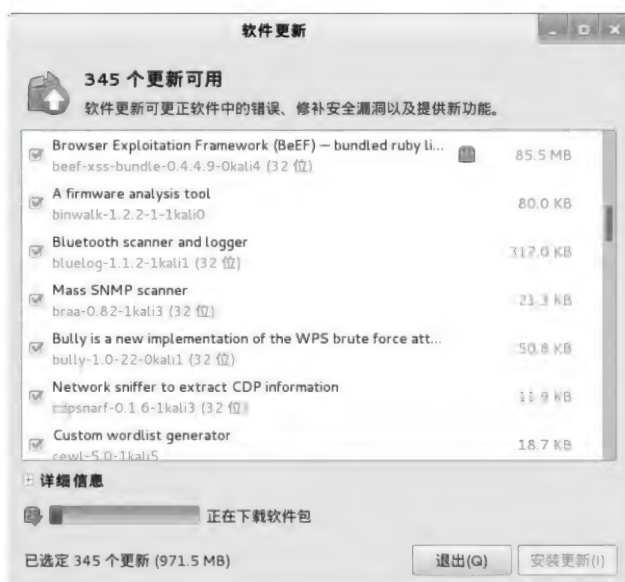 软件更新
345 个更新可用
软件更新可更正软件中的错误、修补安全漏洞以及提供新功能。
Browser Exploitation Framework (BeEF) — bundled ruby li...
85.5 MB
beef-xss-bundle-0.4.4.9-0kali4 (32 位)
A firmware analysis tool
80.0 KB
binwalk-1.2.2-1-1kali0
Bluetooth scanner and logger
317.0 KB
bluelog-1.1.2-1kali1 (32 位)
Mass SNMP scanner
23.3 KB
braa-0.82-1kali3 (32 位)
Bully is a new implementation of the WPS brute force att...
50.8 KB
bully-1.0-22-0kali1 (32 位)
Network sniffer to extract CDP information
11.9 KB
cdpsnarf-0.1.6-1kali3 (32 位)
Custom wordlist generator
18.7 KB
cewl-5.0-1kali5
详细信息
正在下载软件包
已选定 345 个更新 (971.5 MB)
退出(Q)
安装更新(I)